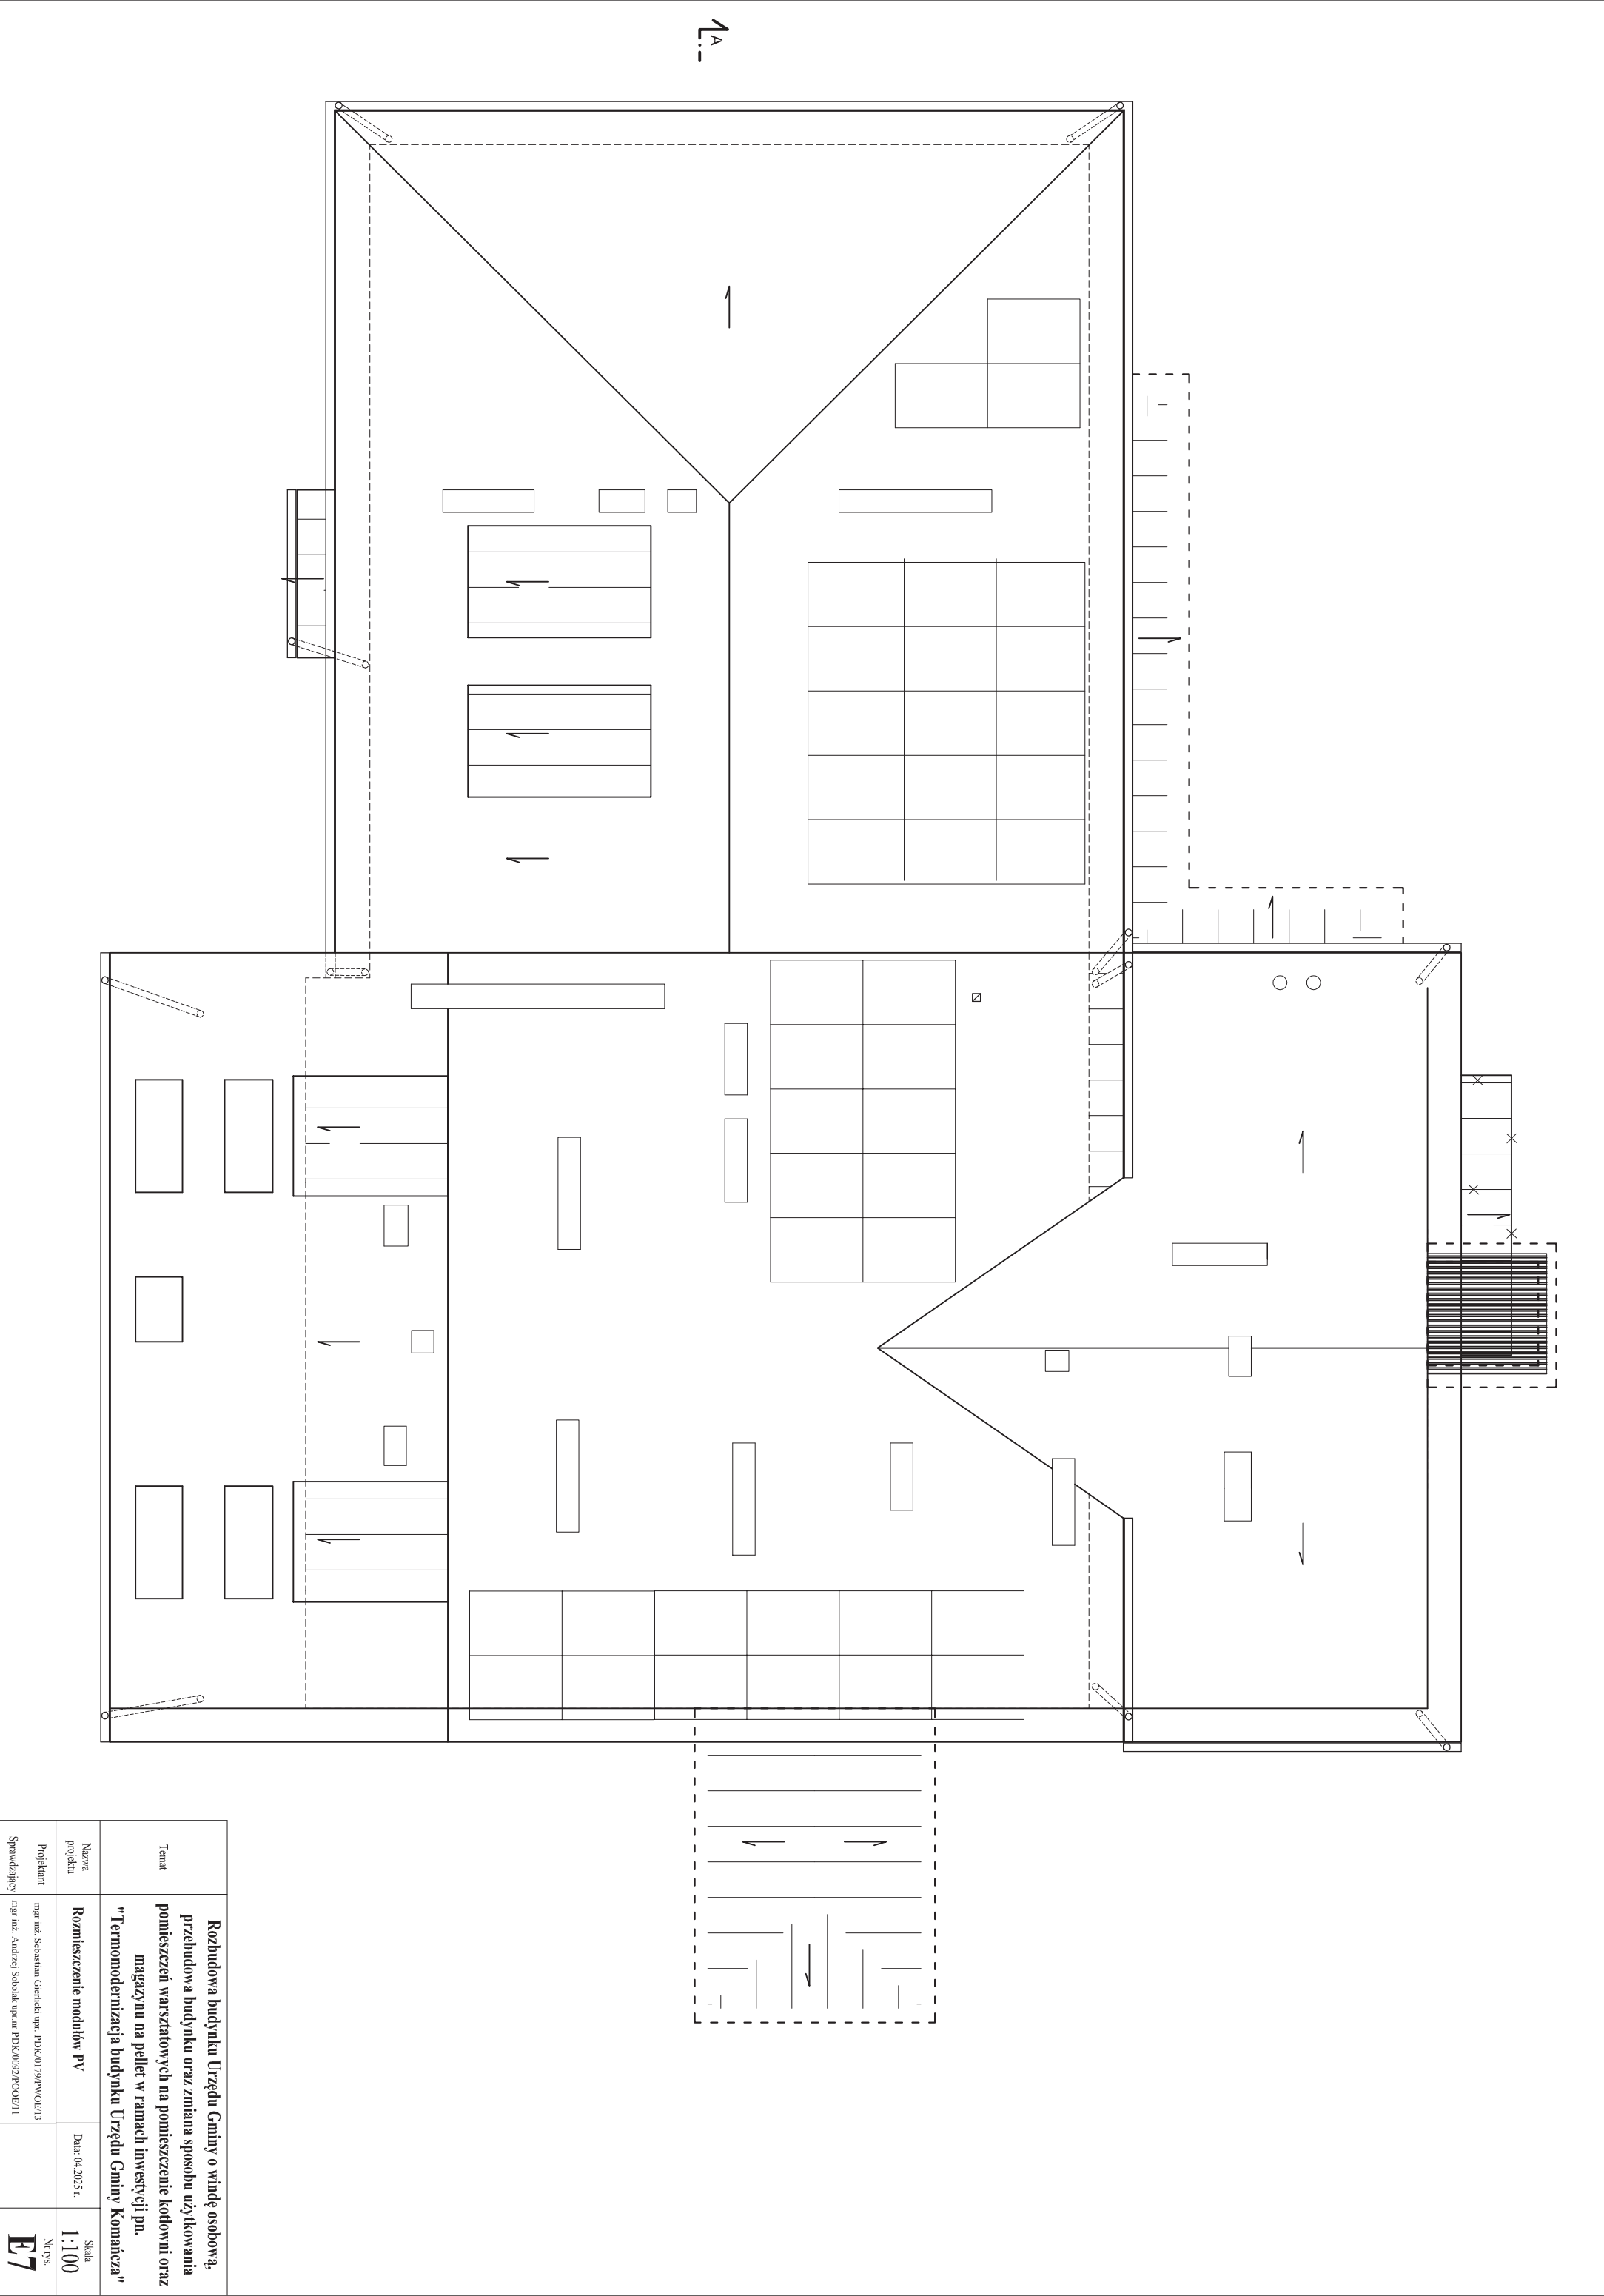 A
Temat
Rozbudowa budynku Urzędu Gminy o windę osobową,
przebudowa budynku oraz zmiana sposobu użytkowania
pomieszczeń warsztatowych na pomieszczenie kotłowni oraz
magazynu na pellet w ramach inwestycji pn.
"Termomodernizacja budynku Urzędu Gminy Komańcza"
Nazwa
projektu
Rozmieszczenie modułów PV
Data: 04.2025 r.
Skala
1:100
Projektant
mgr inż. Sebastian Gierlicki upr. PDK/0179/PWOE/13
Sprawdzający
mgr inż. Andrzej Sobolak upr.nr PDK/0092/POOE/11
Nr rys.
E7